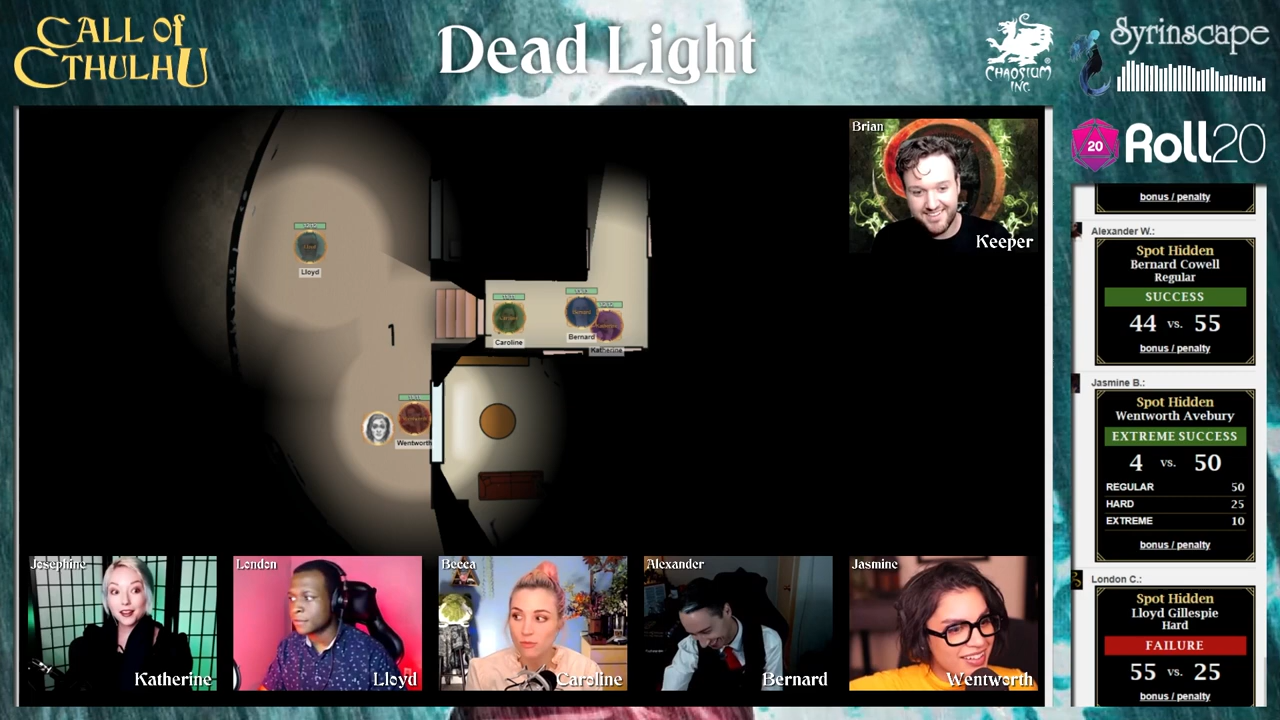 CALL of CTHULHU
Dead Light
CHAOSIUM INC.
Syrinscape
20 Roll20
Brian
Keeper
Lloyd
1
Caroline
Bernard
Katherine
Wentworth
bonus / penalty
Alexander W.:
Spot Hidden
Bernard Cowell
Regular
SUCCESS
44 vs. 55
bonus / penalty
Jasmine B.:
Spot Hidden
Wentworth Avebury
EXTREME SUCCESS
4 vs. 50
REGULAR 50
HARD 25
EXTREME 10
bonus / penalty
London C.:
Spot Hidden
Lloyd Gillespie
Hard
FAILURE
55 vs. 25
bonus / penalty
Josephine
Katherine
London
Lloyd
Becca
Caroline
Alexander
Bernard
Jasmine
Wentworth